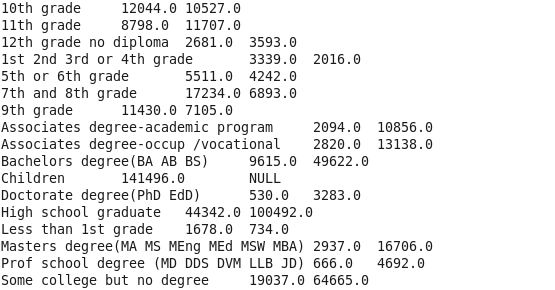 10th grade 12044.0 10527.0
11th grade 8798.0 11707.0
12th grade no diploma 2681.0 3593.0
1st 2nd 3rd or 4th grade 3339.0 2016.0
5th or 6th grade 5511.0 4242.0
7th and 8th grade 17234.0 6893.0
9th grade 11430.0 7105.0
Associates degree-academic program 2094.0 10856.0
Associates degree-occup /vocational 2820.0 13138.0
Bachelors degree(BA AB BS) 9615.0 49622.0
Children 141496.0 NULL
Doctorate degree(PhD EdD) 530.0 3283.0
High school graduate 44342.0 100492.0
Less than 1st grade 1678.0 734.0
Masters degree(MA MS MEng MEd MSW MBA) 2937.0 16706.0
Prof school degree (MD DDS DVM LLB JD) 666.0 4692.0
Some college but no degree 19037.0 64665.0